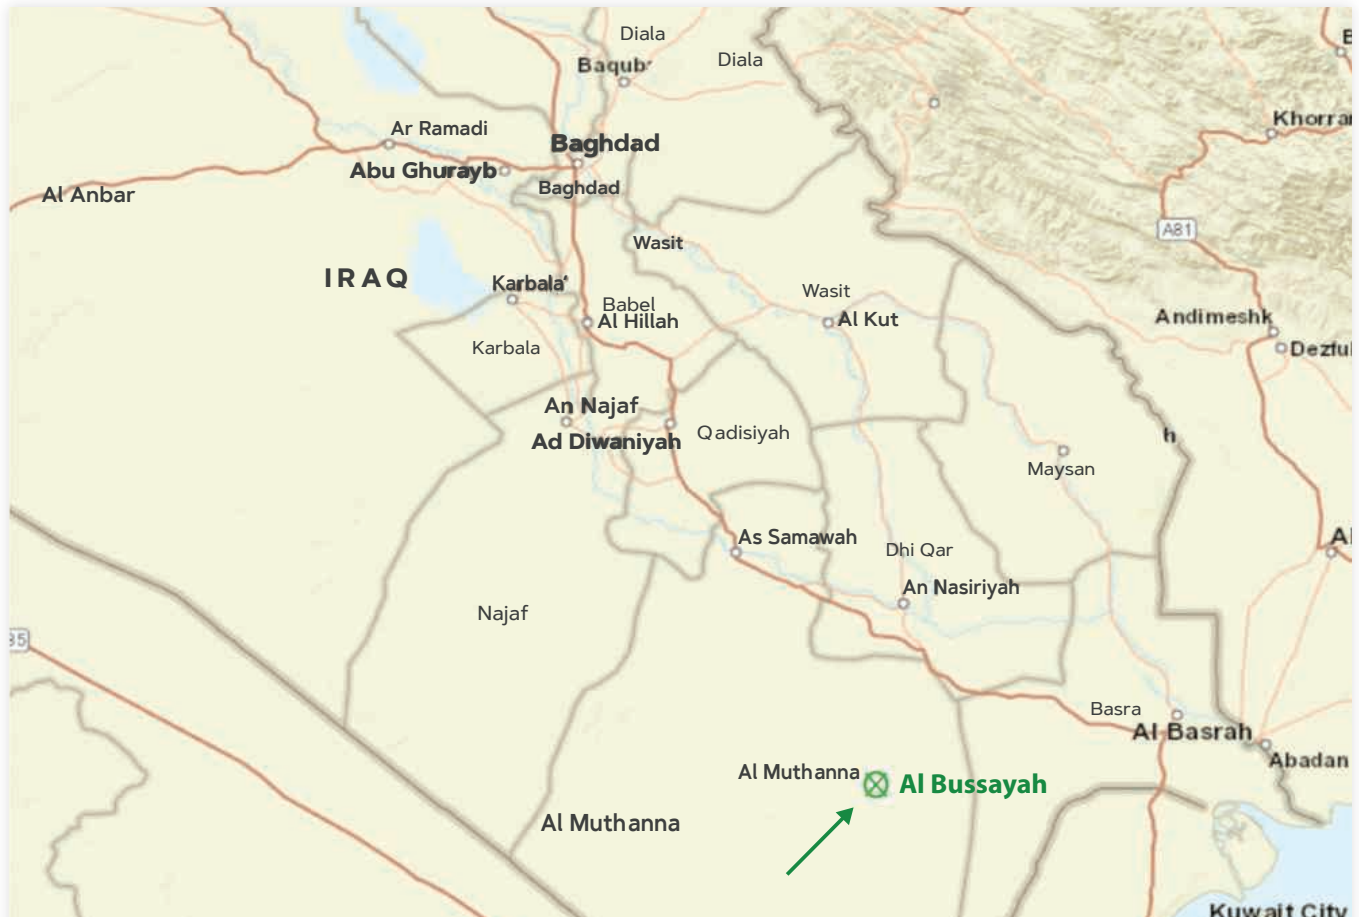 Diala
Diala
Baqub
Ar Ramadi
Baghdad
Khorra
Abu Ghurayb
Baghdad
Al Anbar
A81
Wasit
IRAQ
Karbala'
Wasit
Babel
Al Hillah
Al Kut
Andimeshk
Karbala
Dezful
An Najaf
Qadisiyah
Ad Diwaniyah
h
Maysan
As Samawah
Dhi Qar
Al
An Nasiriyah
Najaf
35
Basra
Al Basrah
Abadan
Al Muthanna
Al Bussayah
Al Muthanna
Kuwait City